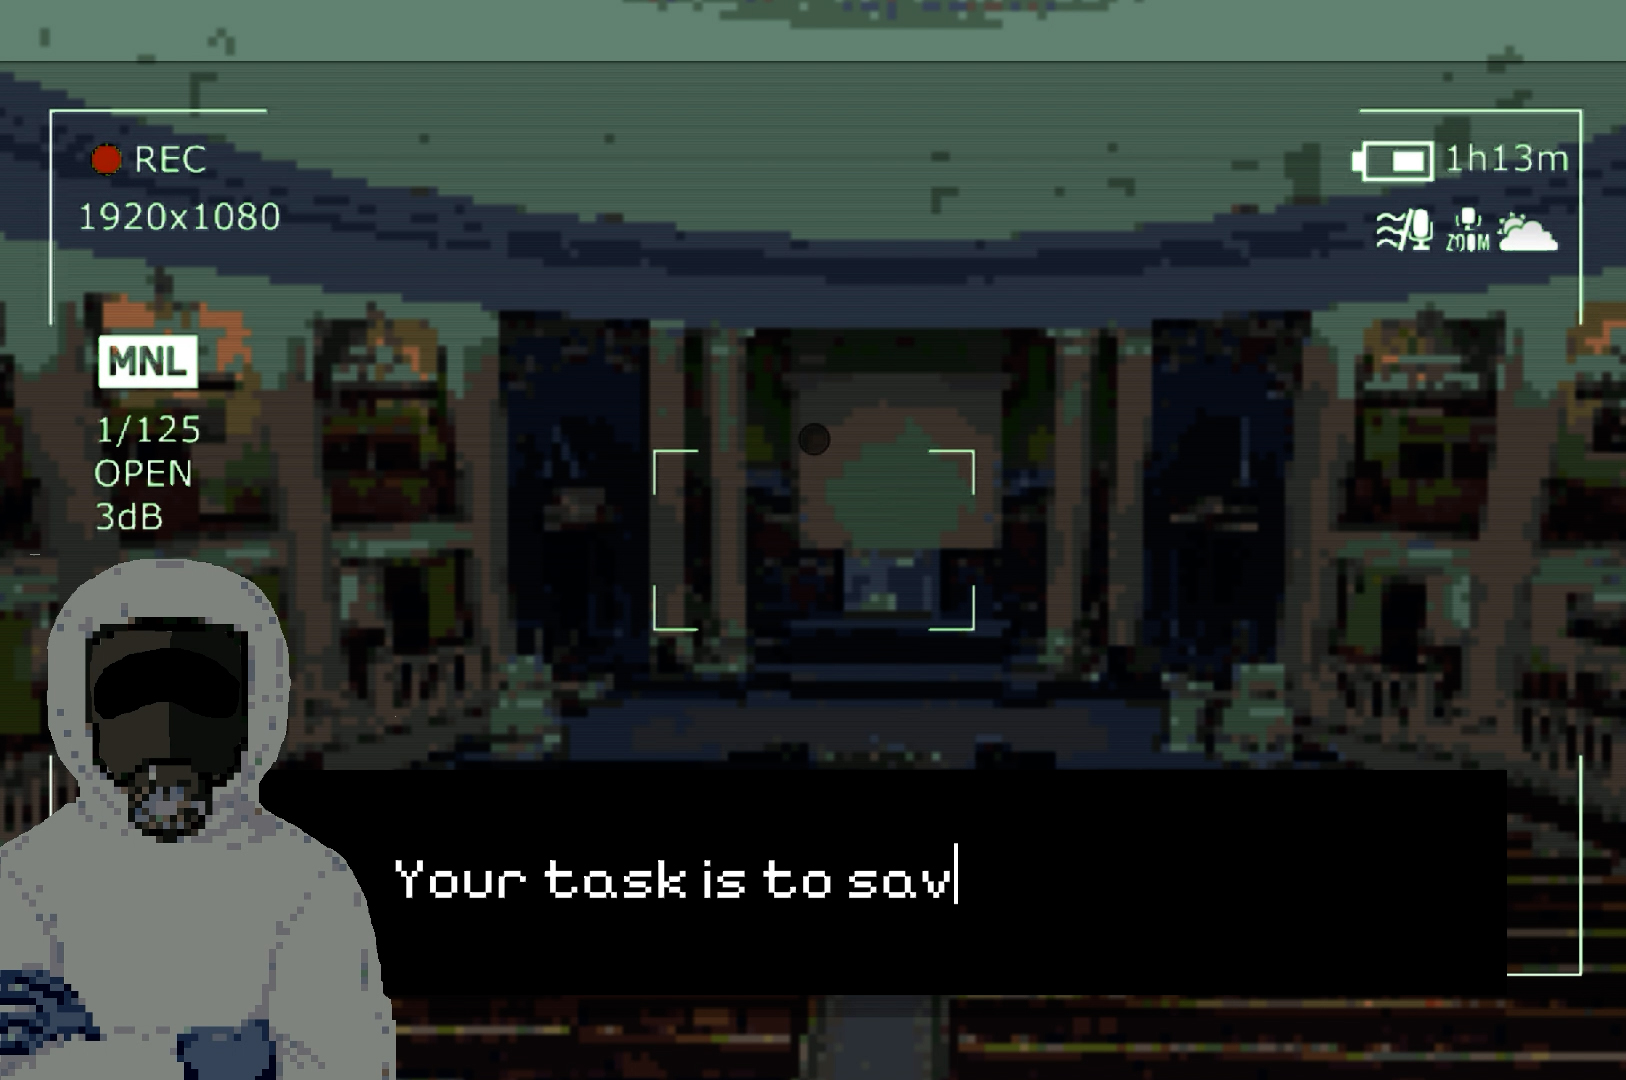 REC
1920x1080
1h13m
ZOOM
MNL
1/125
OPEN
3dB
Your task is to sav